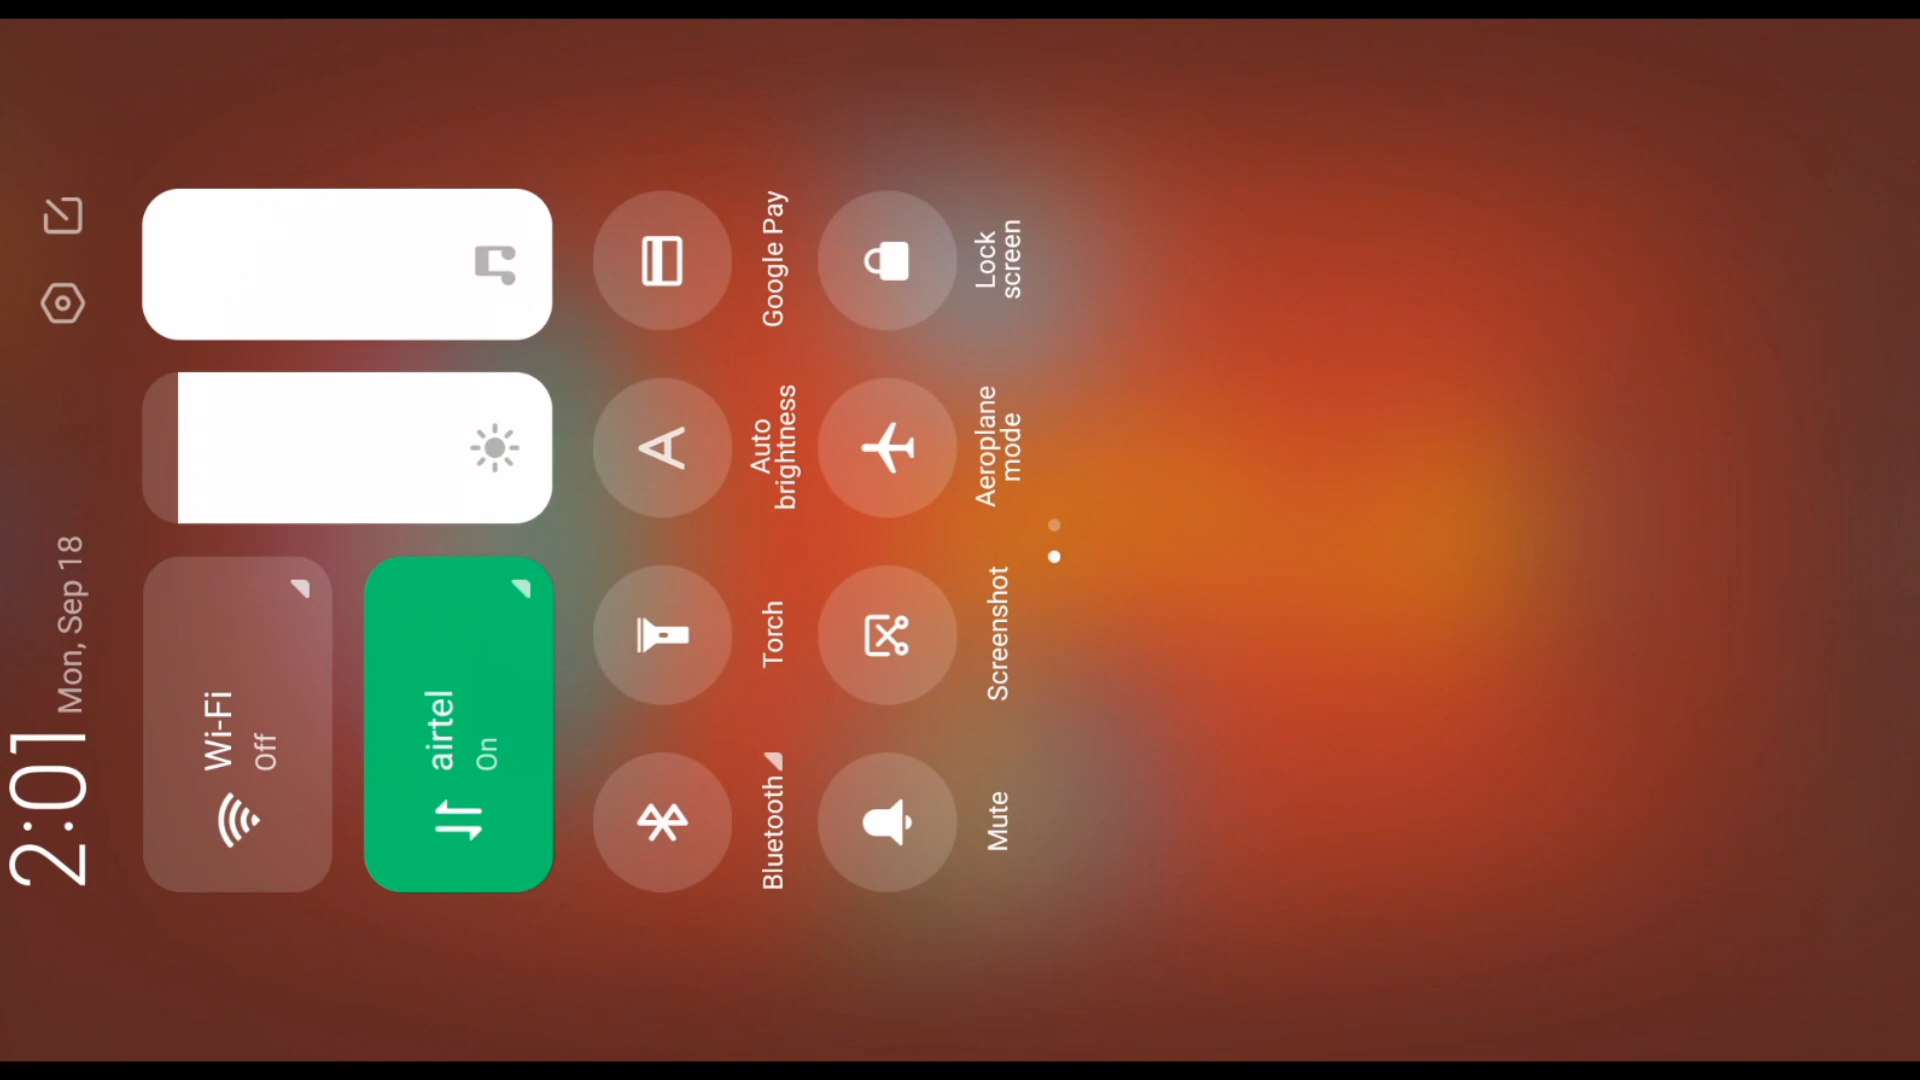 2:01
Mon, Sep 18
Wi-Fi
Off
airtel
On
Bluetooth
Torch
Auto
brightness
Google Pay
Mute
Screenshot
Aeroplane
mode
Lock
screen